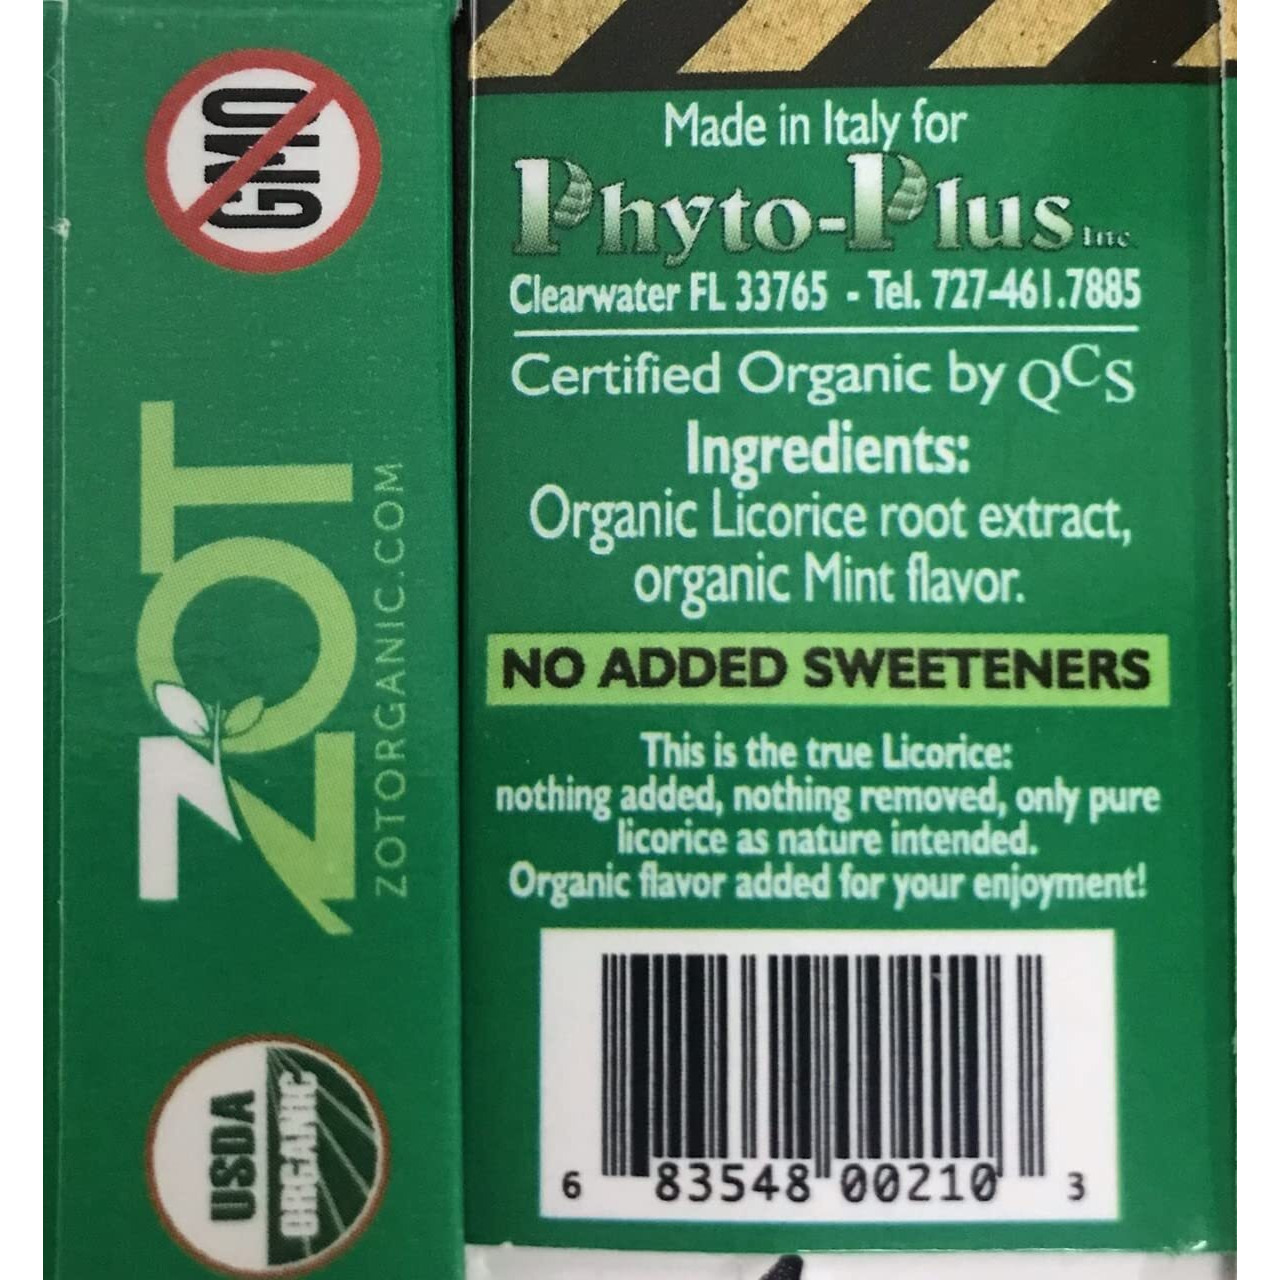 GMO
ZOT
ZOTORGANIC.COM
USDA
ORGANIC
Made in Italy for
Phyto-Plus Inc.
Clearwater FL 33765 - Tel. 727-461.7885
Certified Organic by QCS
Ingredients:
Organic Licorice root extract,
organic Mint flavor.
NO ADDED SWEETENERS
This is the true Licorice:
nothing added, nothing removed, only pure
licorice as nature intended.
Organic flavor added for your enjoyment!
6 83548 00210 3